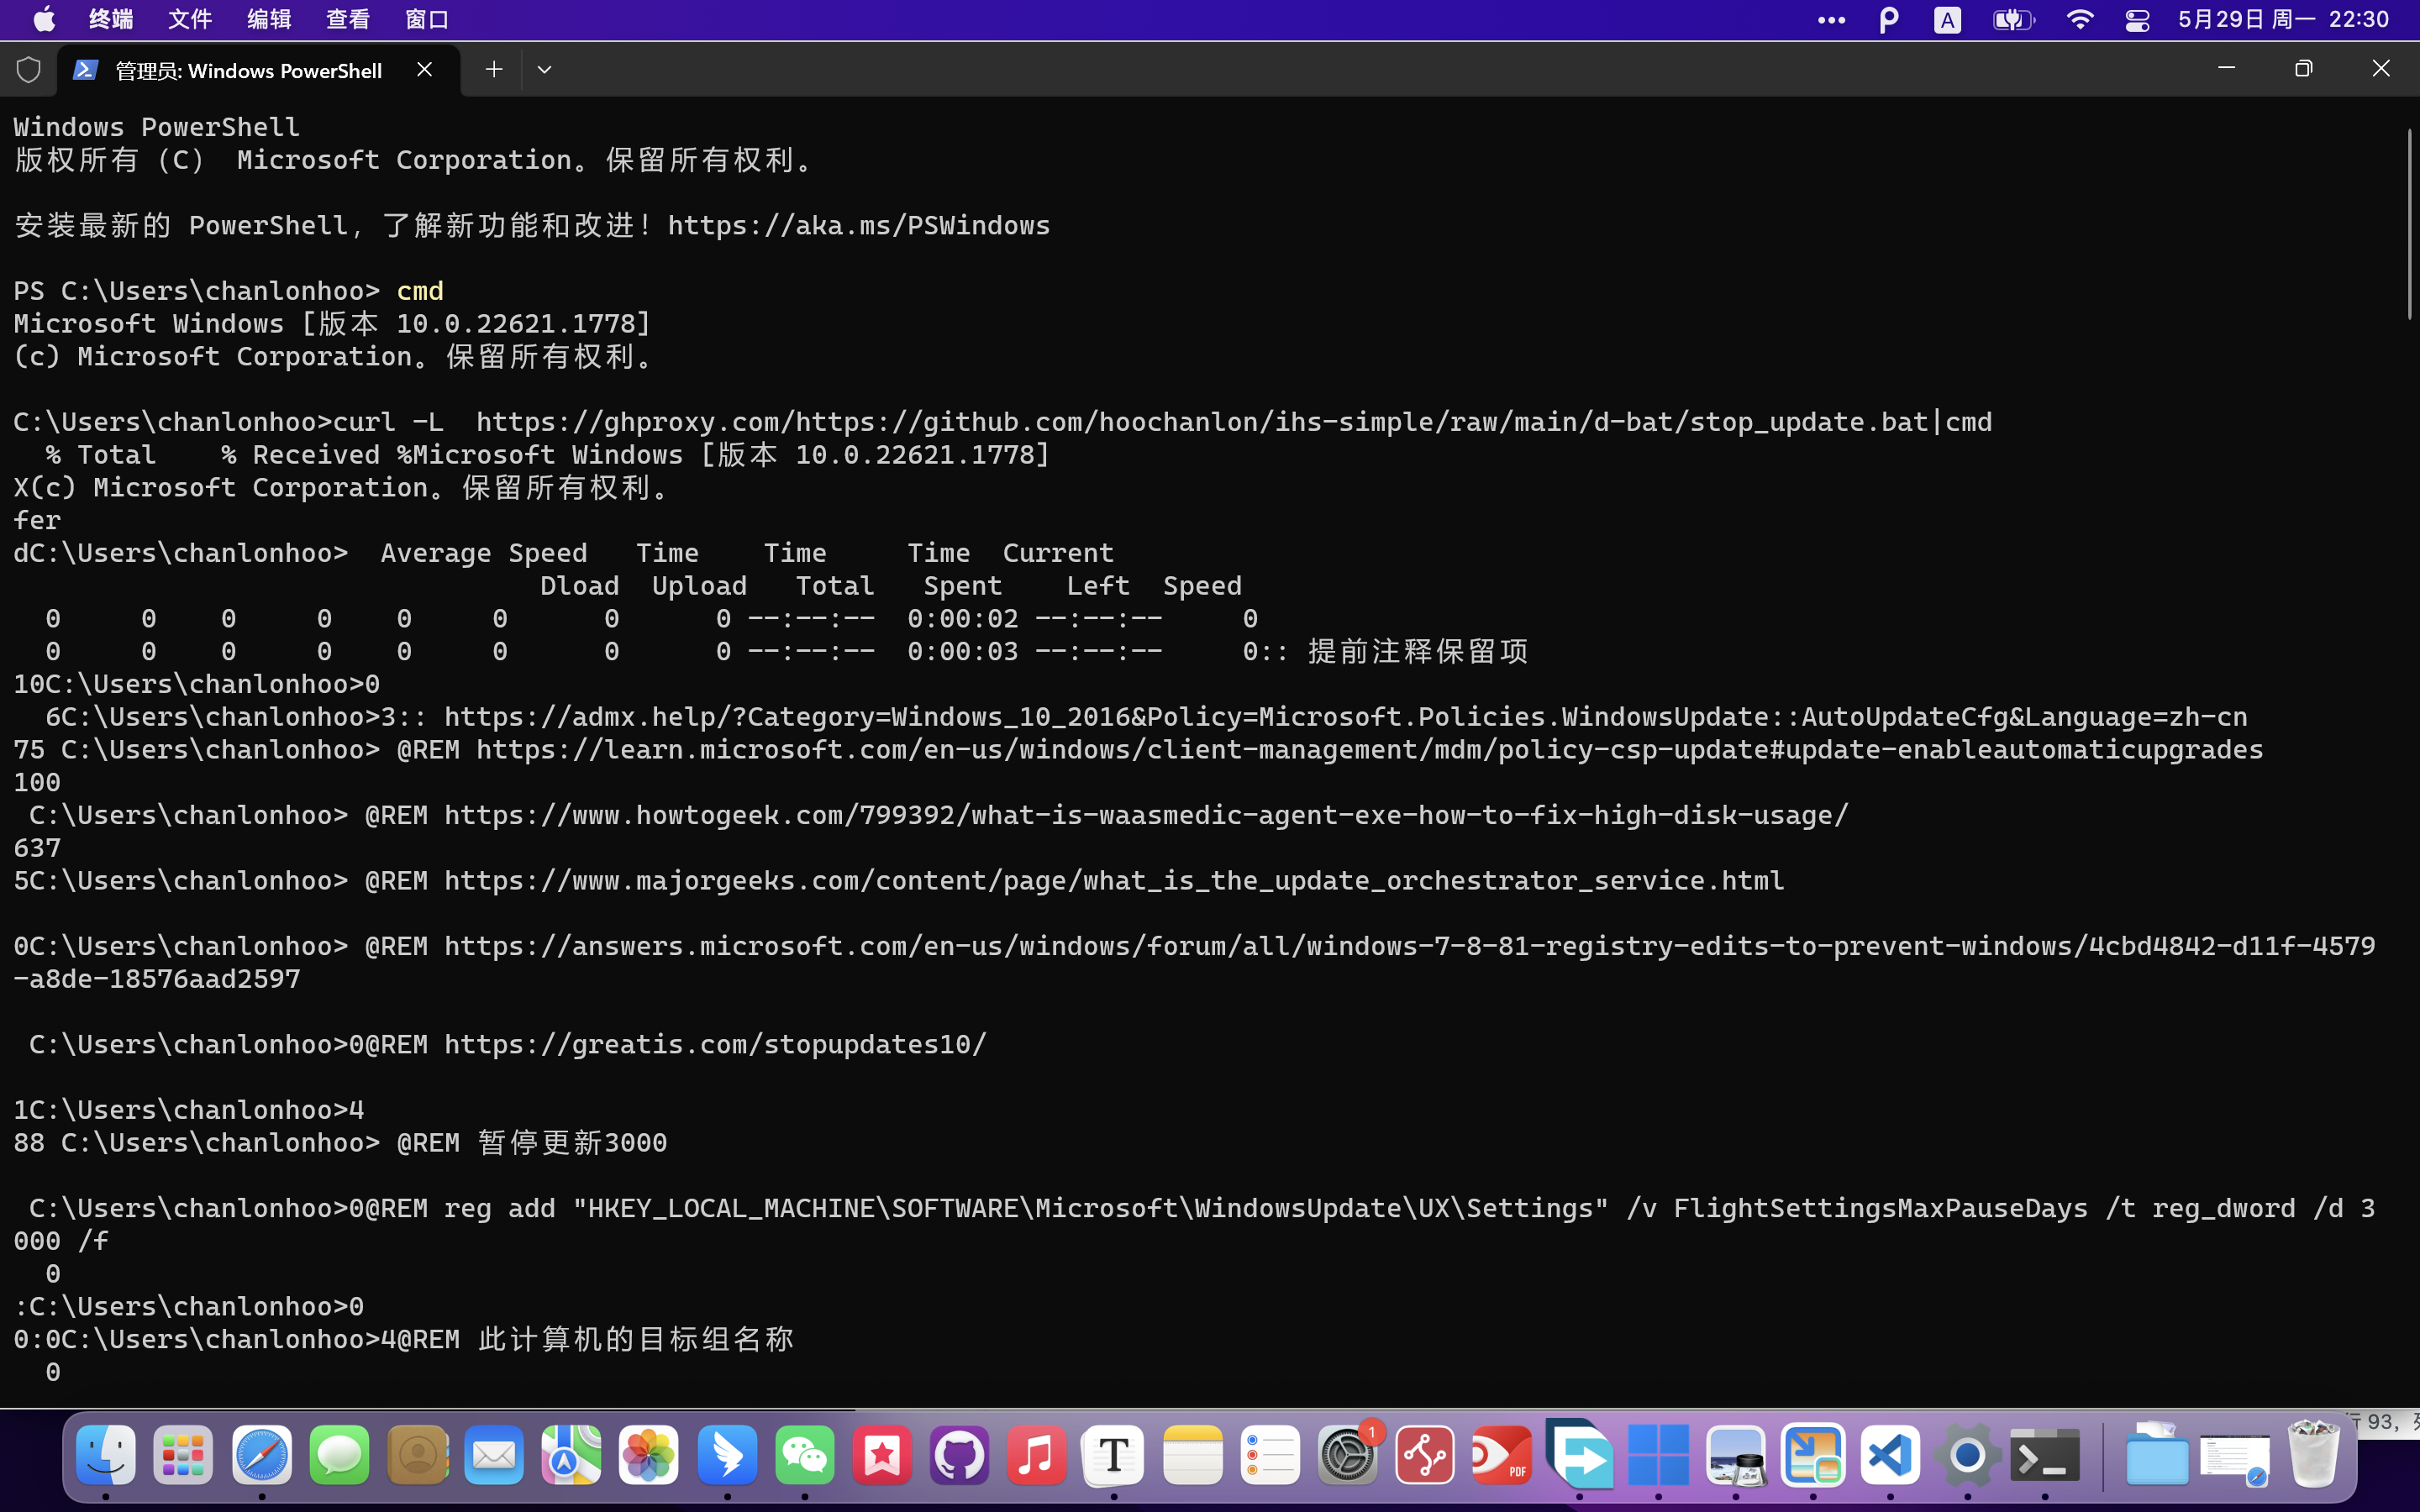 终端 文件 编辑 查看 窗口 A 5月29日 周一 22:30
管理员: Windows PowerShell
Windows PowerShell
版权所有 (C) Microsoft Corporation。保留所有权利。
安装最新的 PowerShell，了解新功能和改进！https://aka.ms/PSWindows
PS C:\Users\chanlonhoo> cmd
Microsoft Windows [版本 10.0.22621.1778]
(c) Microsoft Corporation。保留所有权利。
C:\Users\chanlonhoo>curl -L  https://ghproxy.com/https://github.com/hoochanlon/ihs-simple/raw/main/d-bat/stop_update.bat|cmd
  % Total    % Received %Microsoft Windows [版本 10.0.22621.1778]
X(c) Microsoft Corporation。保留所有权利。
fer
dC:\Users\chanlonhoo>  Average Speed   Time    Time     Time  Current
                                 Dload  Upload   Total   Spent    Left  Speed
  0     0    0     0    0     0      0      0 --:--:--  0:00:02 --:--:--     0
  0     0    0     0    0     0      0      0 --:--:--  0:00:03 --:--:--     0:: 提前注释保留项
10C:\Users\chanlonhoo>0
  6C:\Users\chanlonhoo>3:: https://admx.help/?Category=Windows_10_2016&Policy=Microsoft.Policies.WindowsUpdate::AutoUpdateCfg&Language=zh-cn
75 C:\Users\chanlonhoo> @REM https://learn.microsoft.com/en-us/windows/client-management/mdm/policy-csp-update#update-enableautomaticupgrades
100
 C:\Users\chanlonhoo> @REM https://www.howtogeek.com/799392/what-is-waasmedic-agent-exe-how-to-fix-high-disk-usage/
637
5C:\Users\chanlonhoo> @REM https://www.majorgeeks.com/content/page/what_is_the_update_orchestrator_service.html
0C:\Users\chanlonhoo> @REM https://answers.microsoft.com/en-us/windows/forum/all/windows-7-8-81-registry-edits-to-prevent-windows/4cbd4842-d11f-4579
-a8de-18576aad2597
 C:\Users\chanlonhoo>0@REM https://greatis.com/stopupdates10/
1C:\Users\chanlonhoo>4
88 C:\Users\chanlonhoo> @REM 暂停更新3000
 C:\Users\chanlonhoo>0@REM reg add "HKEY_LOCAL_MACHINE\SOFTWARE\Microsoft\WindowsUpdate\UX\Settings" /v FlightSettingsMaxPauseDays /t reg_dword /d 3
000 /f
  0
:C:\Users\chanlonhoo>0
0:0C:\Users\chanlonhoo>4@REM 此计算机的目标组名称
  0
行 93,
1
T
PDF